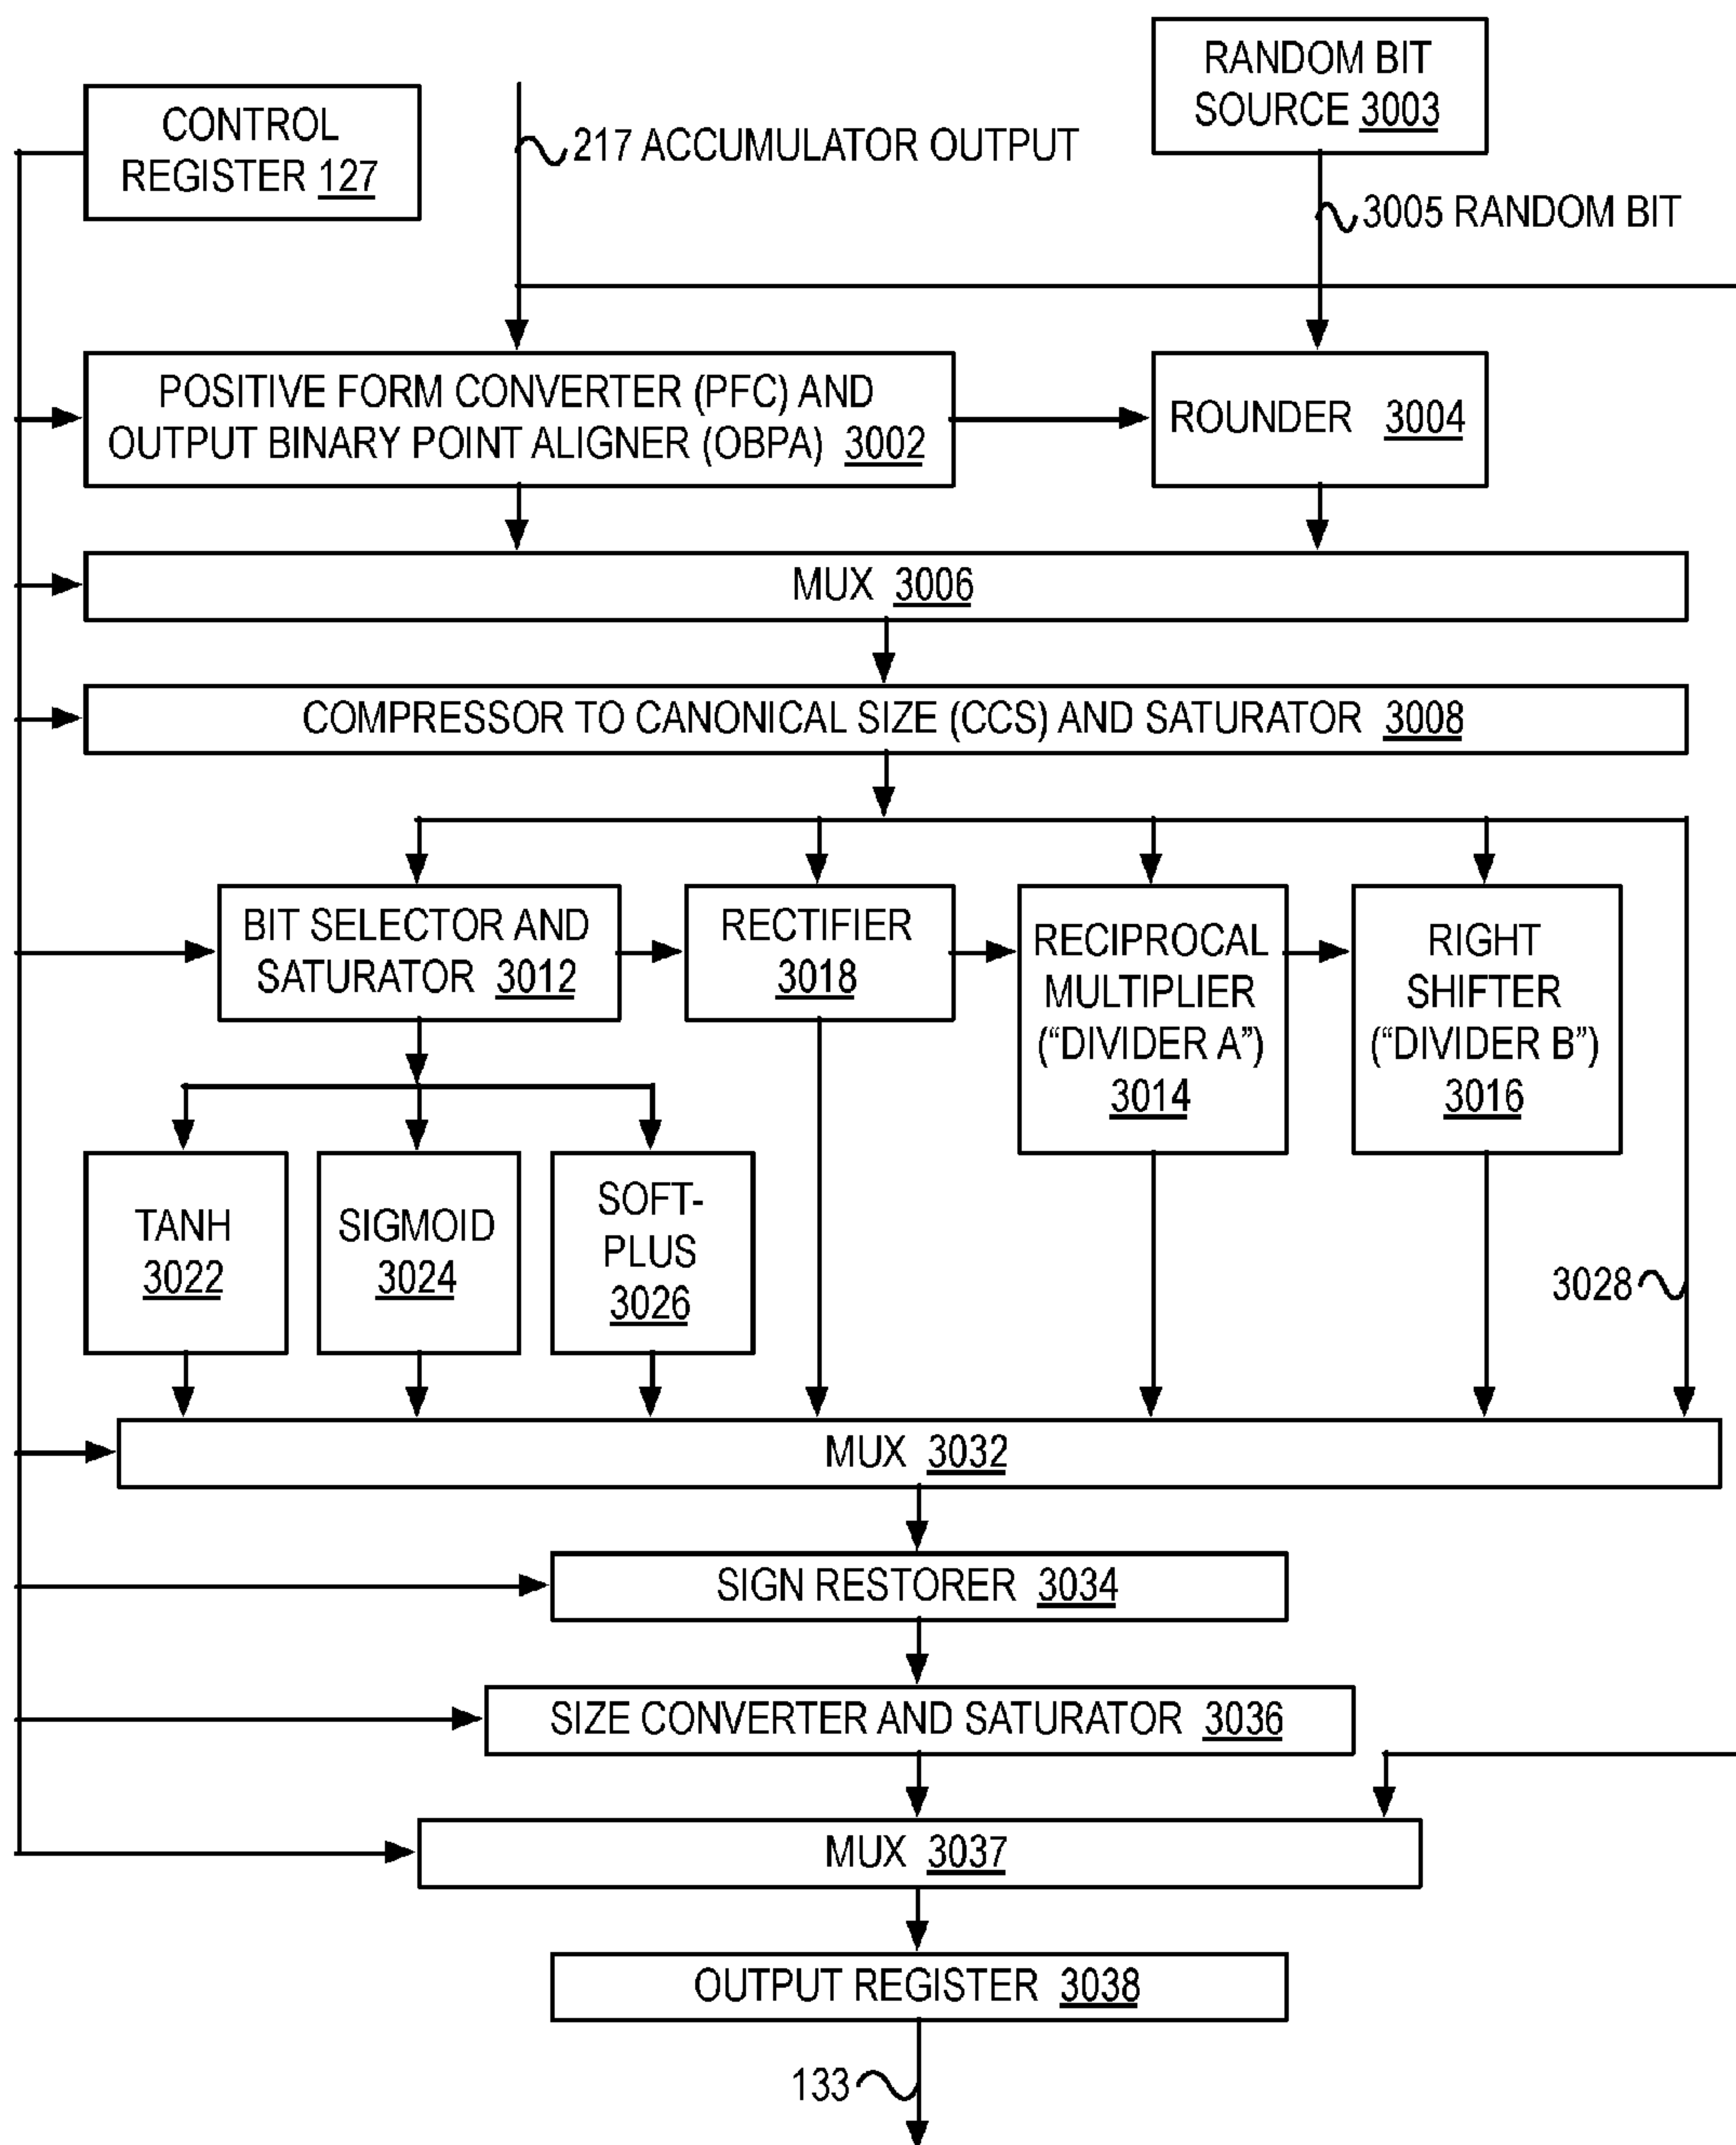 RANDOM BIT
SOURCE 3003
CONTROL
REGISTER 127
217 ACCUMULATOR OUTPUT
3005 RANDOM BIT
POSITIVE FORM CONVERTER (PFC) AND
OUTPUT BINARY POINT ALIGNER (OBPA) 3002
ROUNDER 3004
MUX 3006
COMPRESSOR TO CANONICAL SIZE (CCS) AND SATURATOR 3008
BIT SELECTOR AND
SATURATOR 3012
RECTIFIER
3018
RECIPROCAL
MULTIPLIER
(“DIVIDER A”)
3014
RIGHT
SHIFTER
(“DIVIDER B”)
3016
TANH
3022
SIGMOID
3024
SOFT-
PLUS
3026
3028
MUX 3032
SIGN RESTORER 3034
SIZE CONVERTER AND SATURATOR 3036
MUX 3037
OUTPUT REGISTER 3038
133